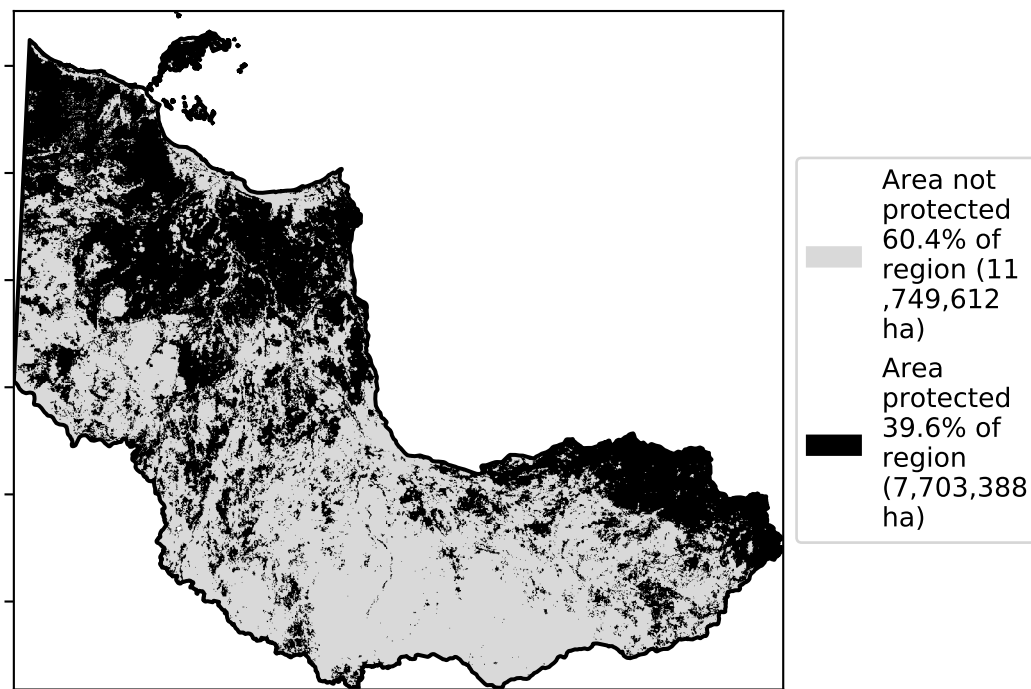 Area not
protected
60.4% of
region (11
,749,612
ha)
Area
protected
39.6% of
region
(7,703,388
ha)